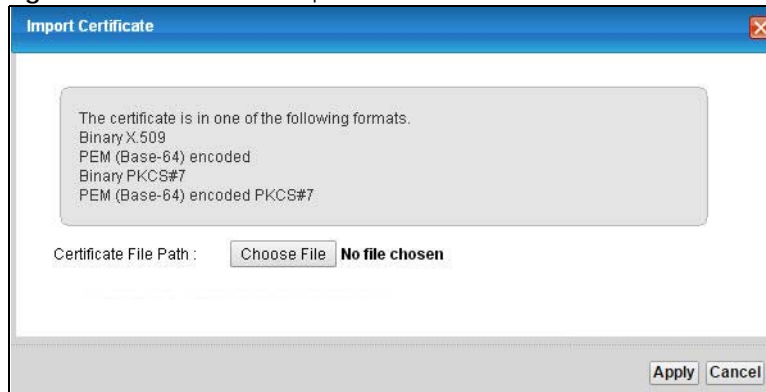 Import Certificate
The certificate is in one of the following formats.
Binary X.509
PEM (Base-64) encoded
Binary PKCS#7
PEM (Base-64) encoded PKCS#7
Certificate File Path : Choose File No file chosen
Apply Cancel